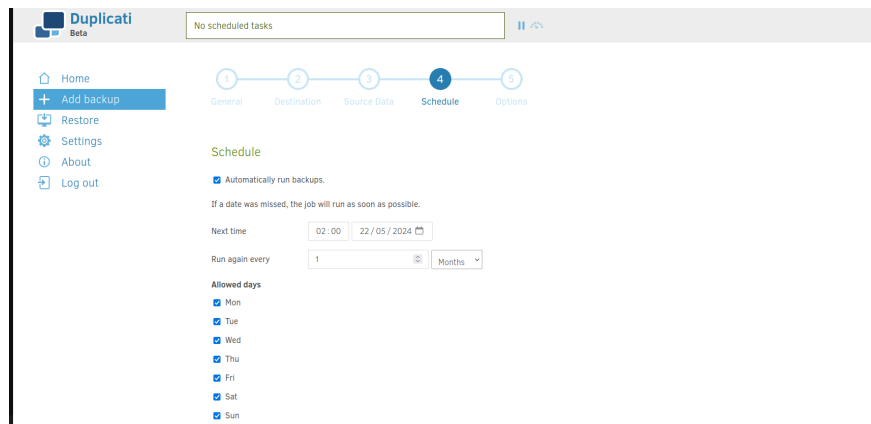 Duplicati
Beta
No scheduled tasks
Home
Add backup
Restore
Settings
About
Log out
1 2 3 4 5
General Destination Source Data Schedule Options
Schedule
Automatically run backups.
If a date was missed, the job will run as soon as possible.
Next time 02:00 22/05/2024
Run again every 1 Months
Allowed days
Mon
Tue
Wed
Thu
Fri
Sat
Sun